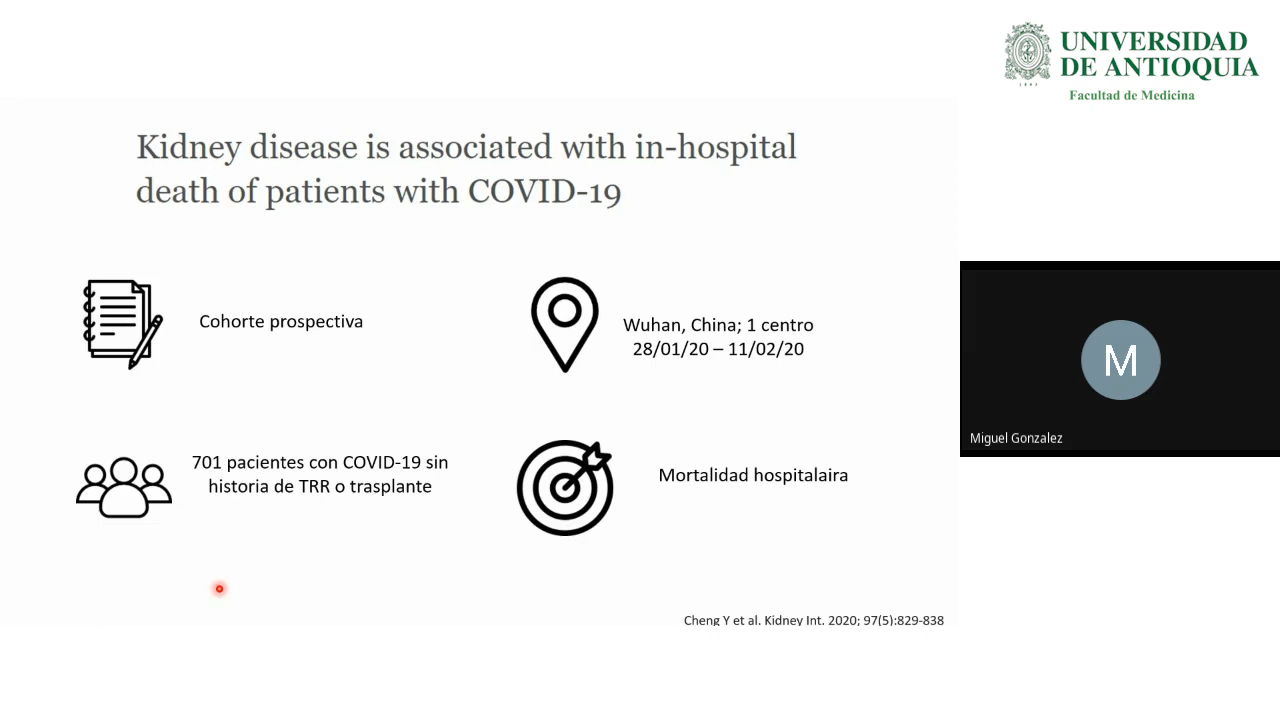 UNIVERSIDAD
DE ANTIOQUIA
1803
Facultad de Medicina
Kidney disease is associated with in-hospital
death of patients with COVID-19
Cohorte prospectiva
Wuhan, China; 1 centro
28/01/20 – 11/02/20
701 pacientes con COVID-19 sin
historia de TRR o trasplante
Mortalidad hospitalaira
M
Miguel Gonzalez
Cheng Y et al. Kidney Int. 2020; 97(5):829-838